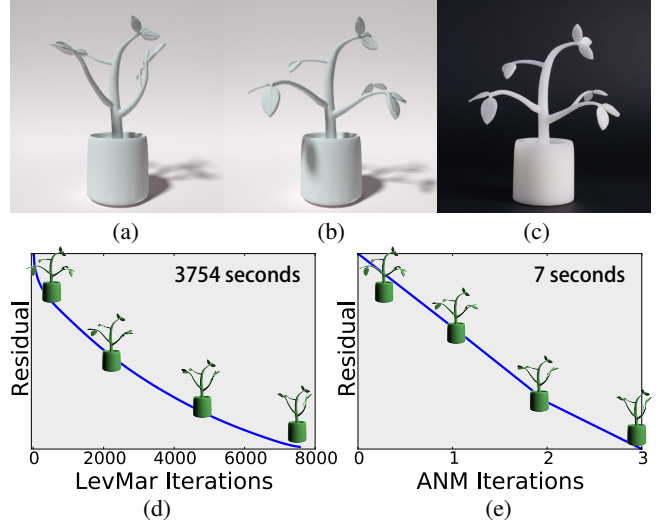 (a)
(b)
(c)
3754 seconds
Residual
0
2000
4000
6000
8000
LevMar Iterations
(d)
7 seconds
Residual
0
1
2
3
ANM Iterations
(e)